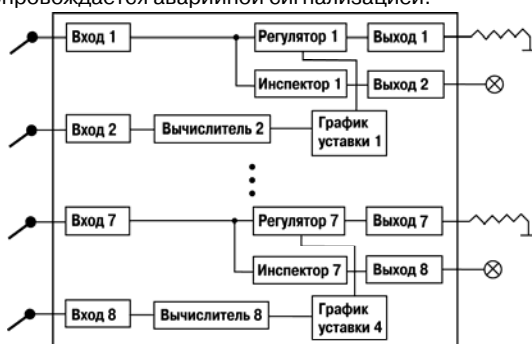 провождается аварийной сигнализацией.
Вход 1
Регулятор 1
Выход 1
Инспектор 1
Выход 2
Вход 2
Вычислитель 2
График
уставки 1
Вход 7
Регулятор 7
Выход 7
Инспектор 7
Выход 8
Вход 8
Вычислитель 8
График
уставки 4